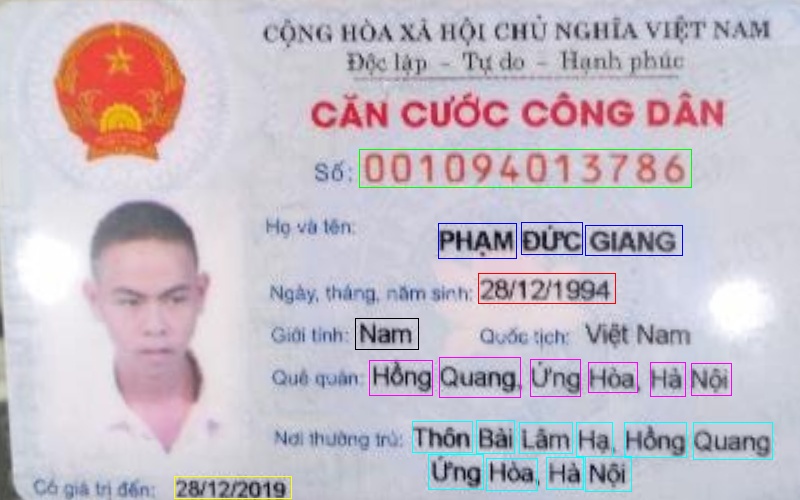 CỘNG HÒA XÃ HỘI CHỦ NGHĨA VIỆT NAM
Độc lập - Tự do - Hạnh phúc
CĂN CƯỚC CÔNG DÂN
Số: 001094013786
Họ và tên: PHẠM ĐỨC GIANG
Ngày, tháng, năm sinh: 28/12/1994
Giới tính: Nam Quốc tịch: Việt Nam
Quê quán: Hồng Quang, Ứng Hòa, Hà Nội
Nơi thường trú: Thôn Bài Lâm Hạ, Hồng Quang
Ứng Hòa, Hà Nội
Có giá trị đến: 28/12/2019